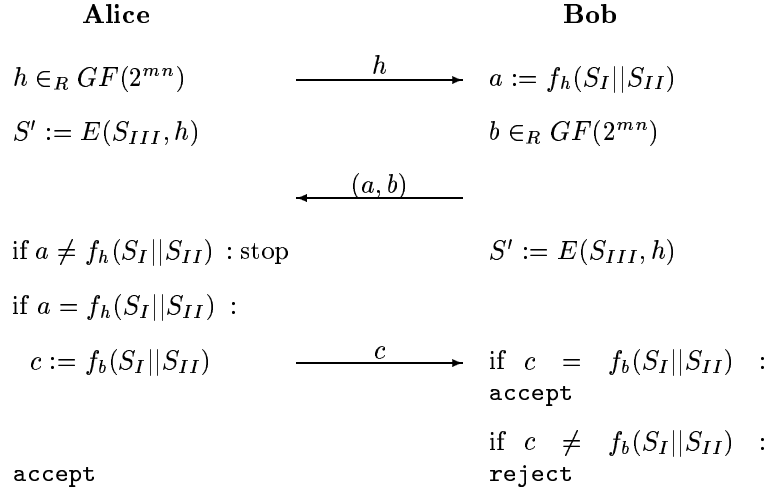 Alice Bob
h ∈_R GF(2^{mn}) h a := f_h(S_I||S_{II})
S' := E(S_{III}, h) b ∈_R GF(2^{mn})
(a, b)
if a ≠ f_h(S_I||S_{II}) : stop S' := E(S_{III}, h)
if a = f_h(S_I||S_{II}) :
c := f_b(S_I||S_{II}) c if c = f_b(S_I||S_{II}) :
accept
if c ≠ f_b(S_I||S_{II}) :
accept reject